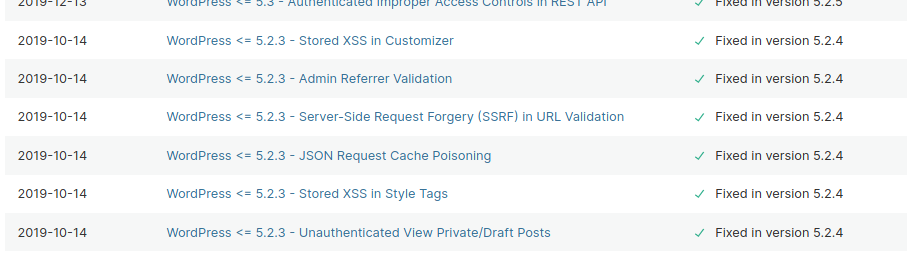 2019-12-13 WordPress <= 5.3 - Authenticated Improper Access Controls in REST API Fixed in version 5.2.5
2019-10-14 WordPress <= 5.2.3 - Stored XSS in Customizer Fixed in version 5.2.4
2019-10-14 WordPress <= 5.2.3 - Admin Referrer Validation Fixed in version 5.2.4
2019-10-14 WordPress <= 5.2.3 - Server-Side Request Forgery (SSRF) in URL Validation Fixed in version 5.2.4
2019-10-14 WordPress <= 5.2.3 - JSON Request Cache Poisoning Fixed in version 5.2.4
2019-10-14 WordPress <= 5.2.3 - Stored XSS in Style Tags Fixed in version 5.2.4
2019-10-14 WordPress <= 5.2.3 - Unauthenticated View Private/Draft Posts Fixed in version 5.2.4